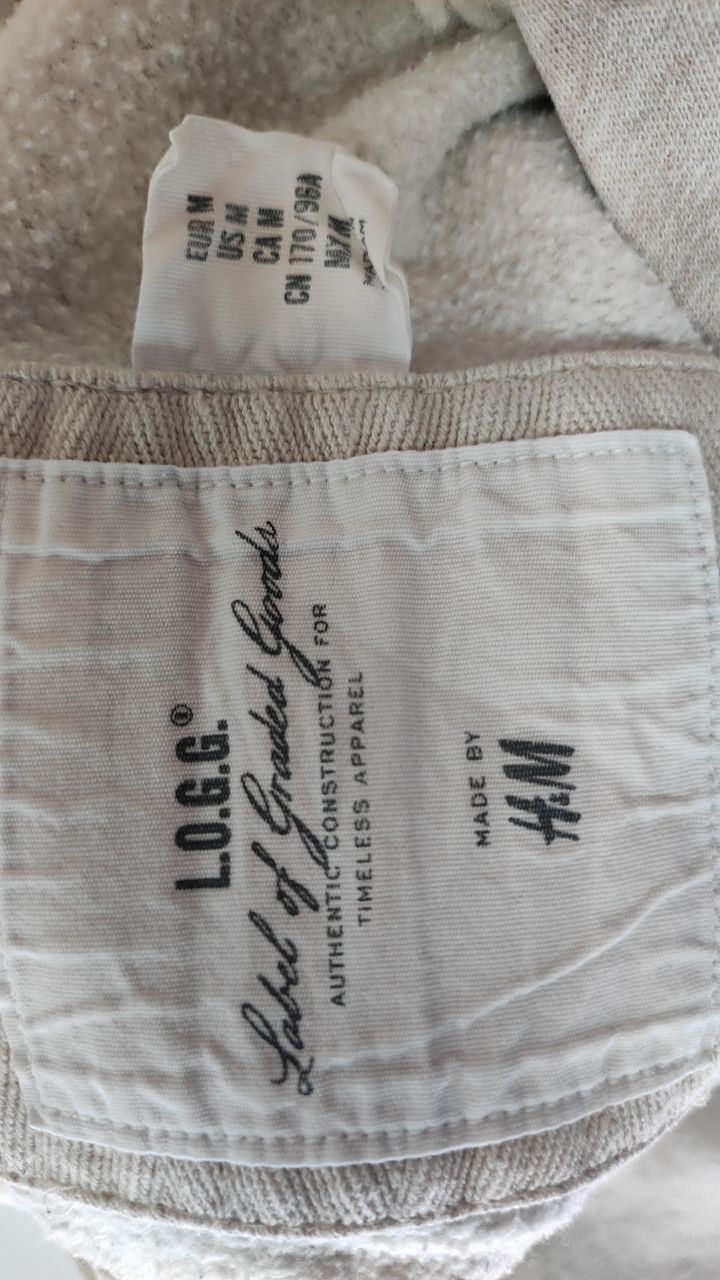 EUR M
US M
CA M
CN 170/96A
L.O.G.G.®
Label of Graded Goods
AUTHENTIC CONSTRUCTION FOR
TIMELESS APPAREL
MADE BY
H&M